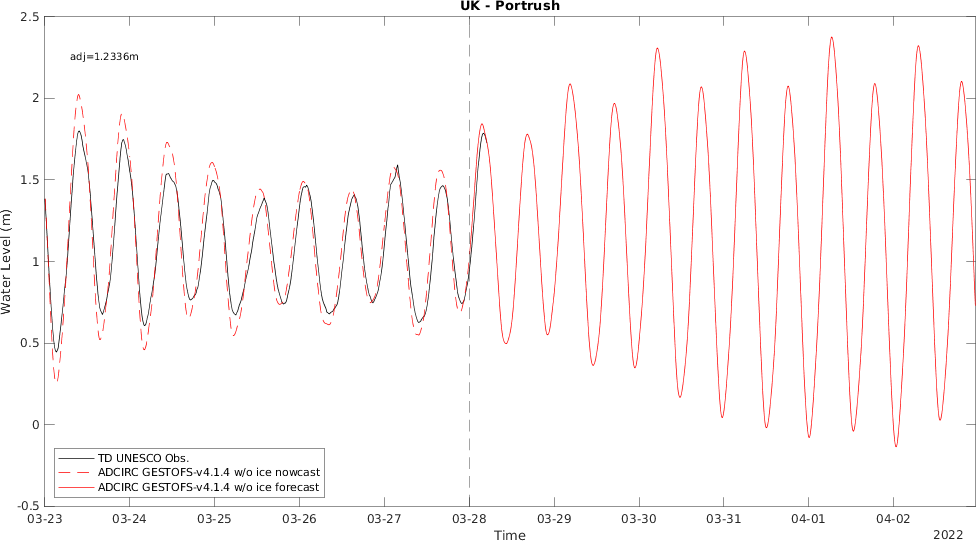 UK - Portrush
2.5
adj=1.2336m
2
1.5
1
0.5
0
-0.5
Water Level (m)
TD UNESCO Obs.
ADCIRC GESTOFS-v4.1.4 w/o ice nowcast
ADCIRC GESTOFS-v4.1.4 w/o ice forecast
03-23 03-24 03-25 03-26 03-27 03-28 03-29 03-30 03-31 04-01 04-02
Time
2022